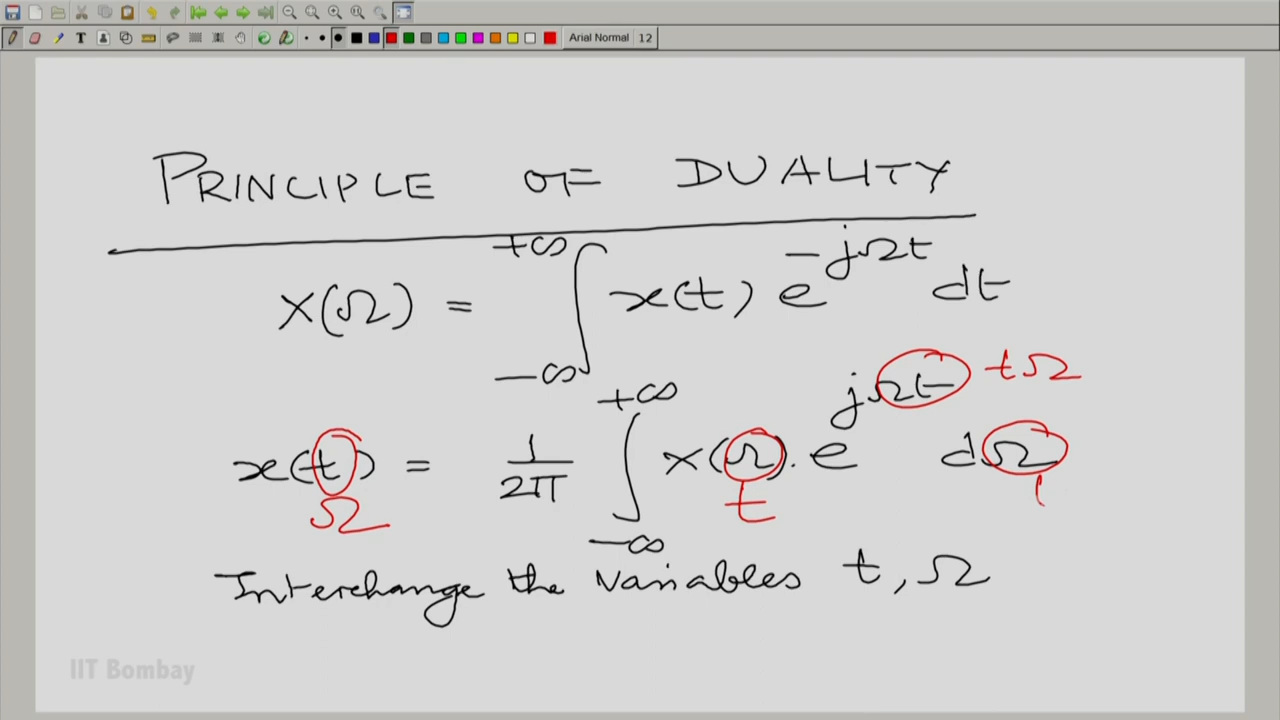 Arial Normal 12
PRINCIPLE OF DUALITY
X(Ω) = ∫_{-∞}^{+∞} x(t) e^{-jΩt} dt
x(t) = 1/2π ∫_{-∞}^{+∞} X(Ω).e^{jΩt} dΩ
tΩ
Ω t
Interchange the variables t, Ω
IIT Bombay